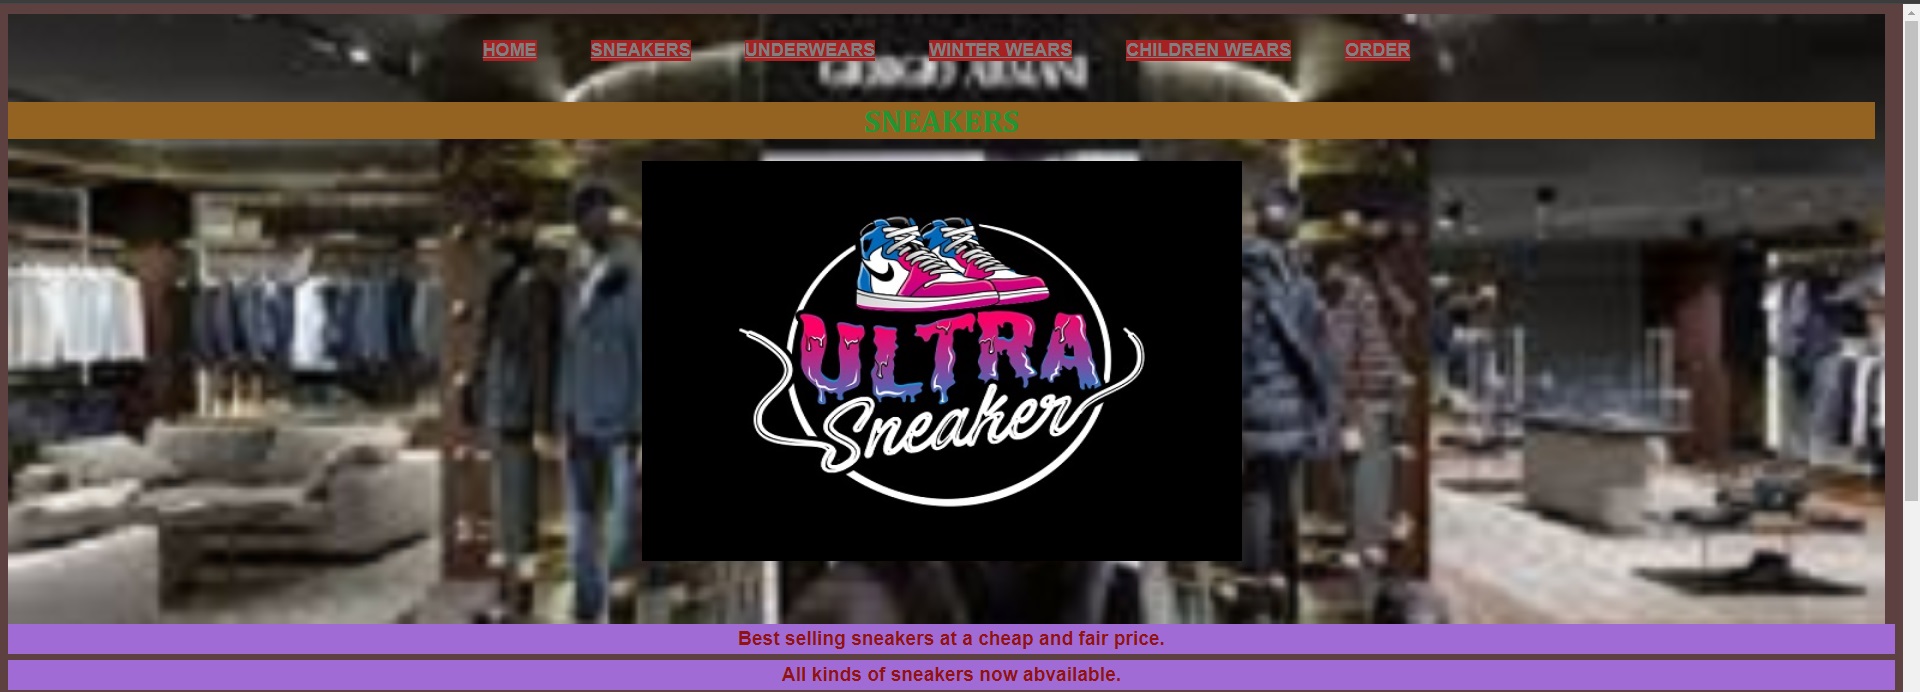 HOME SNEAKERS UNDERWEARS WINTER WEARS CHILDREN WEARS ORDER
GIORGIO ARMANI
SNEAKERS
ULTRA
Sneaker
Best selling sneakers at a cheap and fair price.
All kinds of sneakers now abvailable.